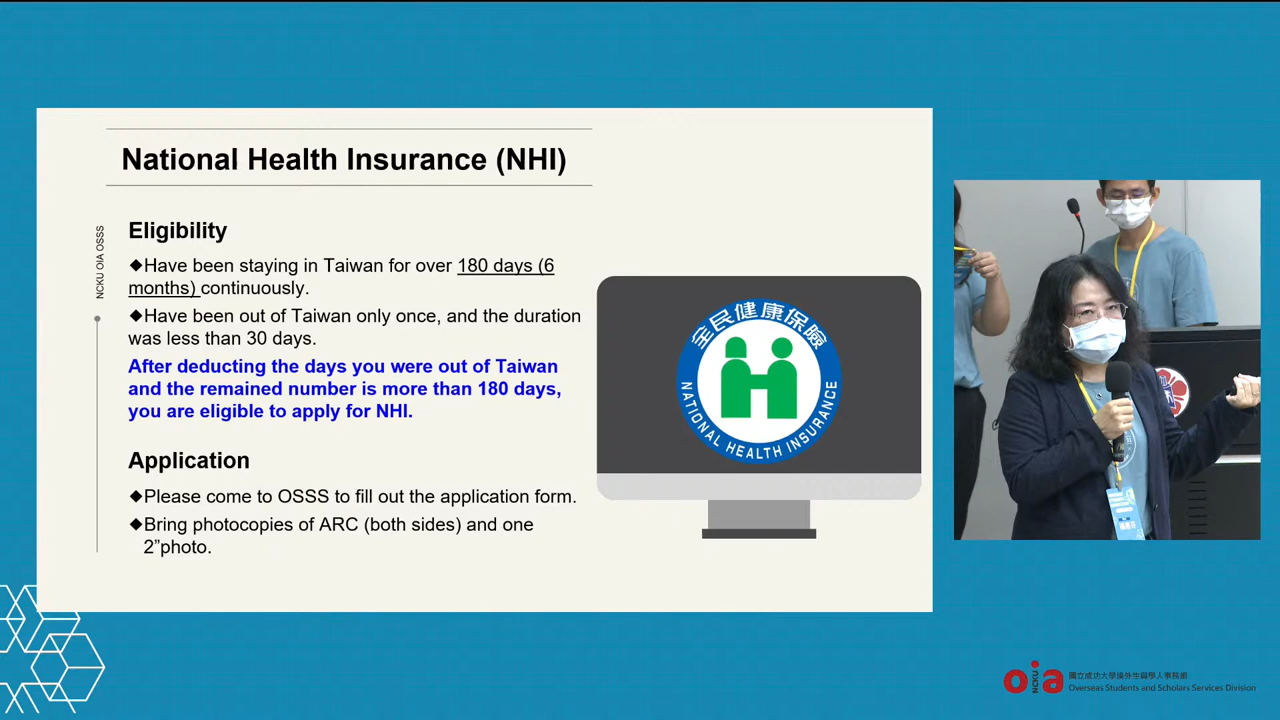 National Health Insurance (NHI)
NCKU OIA OSSS
Eligibility
◆Have been staying in Taiwan for over 180 days (6
months) continuously.
◆Have been out of Taiwan only once, and the duration
was less than 30 days.
After deducting the days you were out of Taiwan
and the remained number is more than 180 days,
you are eligible to apply for NHI.
Application
◆Please come to OSSS to fill out the application form.
◆Bring photocopies of ARC (both sides) and one
2”photo.
全民健康保險
NATIONAL HEALTH INSURANCE
NCKU
oia
國立成功大學境外生與學人事務組
Overseas Students and Scholars Services Division